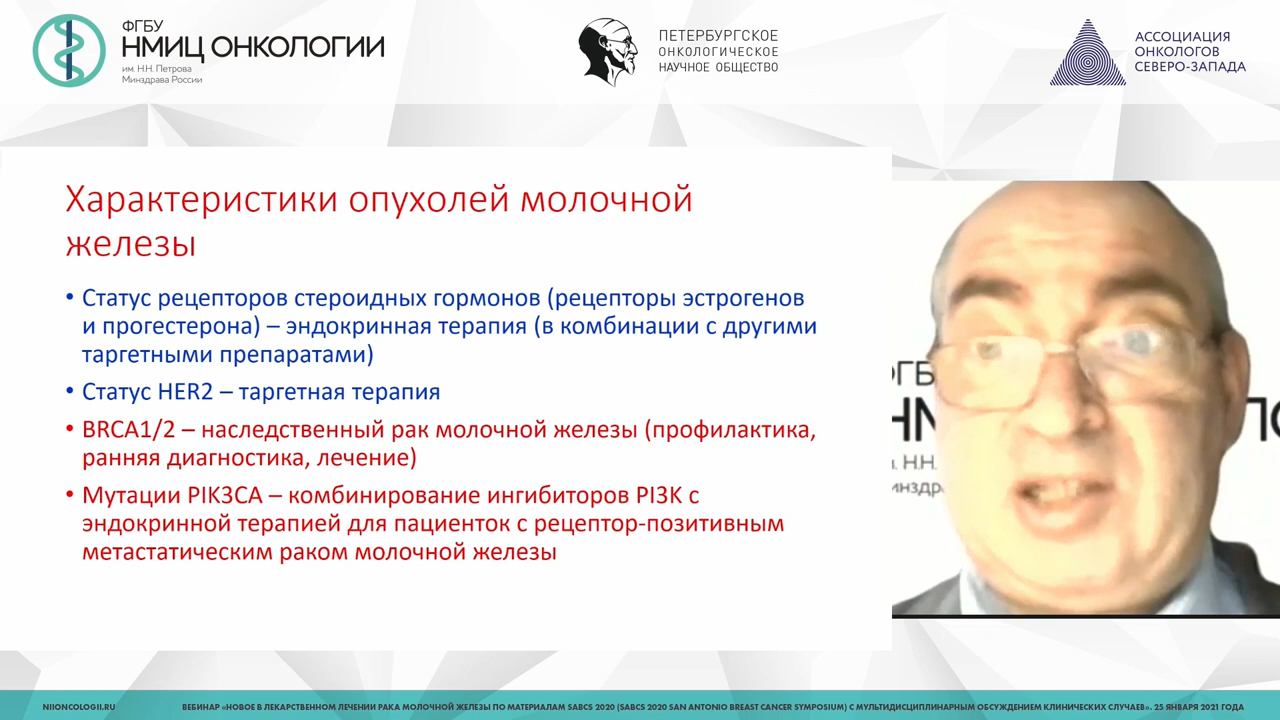 ФГБУ
НМИЦ ОНКОЛОГИИ
им. Н.Н. Петрова
Минздрава России
ПЕТЕРБУРГСКОЕ
ОНКОЛОГИЧЕСКОЕ
НАУЧНОЕ ОБЩЕСТВО
АССОЦИАЦИЯ
ОНКОЛОГОВ
СЕВЕРО-ЗАПАДА
Характеристики опухолей молочной
железы
• Статус рецепторов стероидных гормонов (рецепторы эстрогенов
и прогестерона) – эндокринная терапия (в комбинации с другими
таргетными препаратами)
• Статус HER2 – таргетная терапия
• BRCA1/2 – наследственный рак молочной железы (профилактика,
ранняя диагностика, лечение)
• Мутации PIK3CA – комбинирование ингибиторов PI3K с
эндокринной терапией для пациенток с рецептор-позитивным
метастатическим раком молочной железы
NIIONCOLOGII.RU
ВЕБИНАР «НОВОЕ В ЛЕКАРСТВЕННОМ ЛЕЧЕНИИ РАКА МОЛОЧНОЙ ЖЕЛЕЗЫ ПО МАТЕРИАЛАМ SABCS 2020 (SABCS 2020 SAN ANTONIO BREAST CANCER SYMPOSIUM) С МУЛЬТИДИСЦИПЛИНАРНЫМ ОБСУЖДЕНИЕМ КЛИНИЧЕСКИХ СЛУЧАЕВ». 25 ЯНВАРЯ 2021 ГОДА